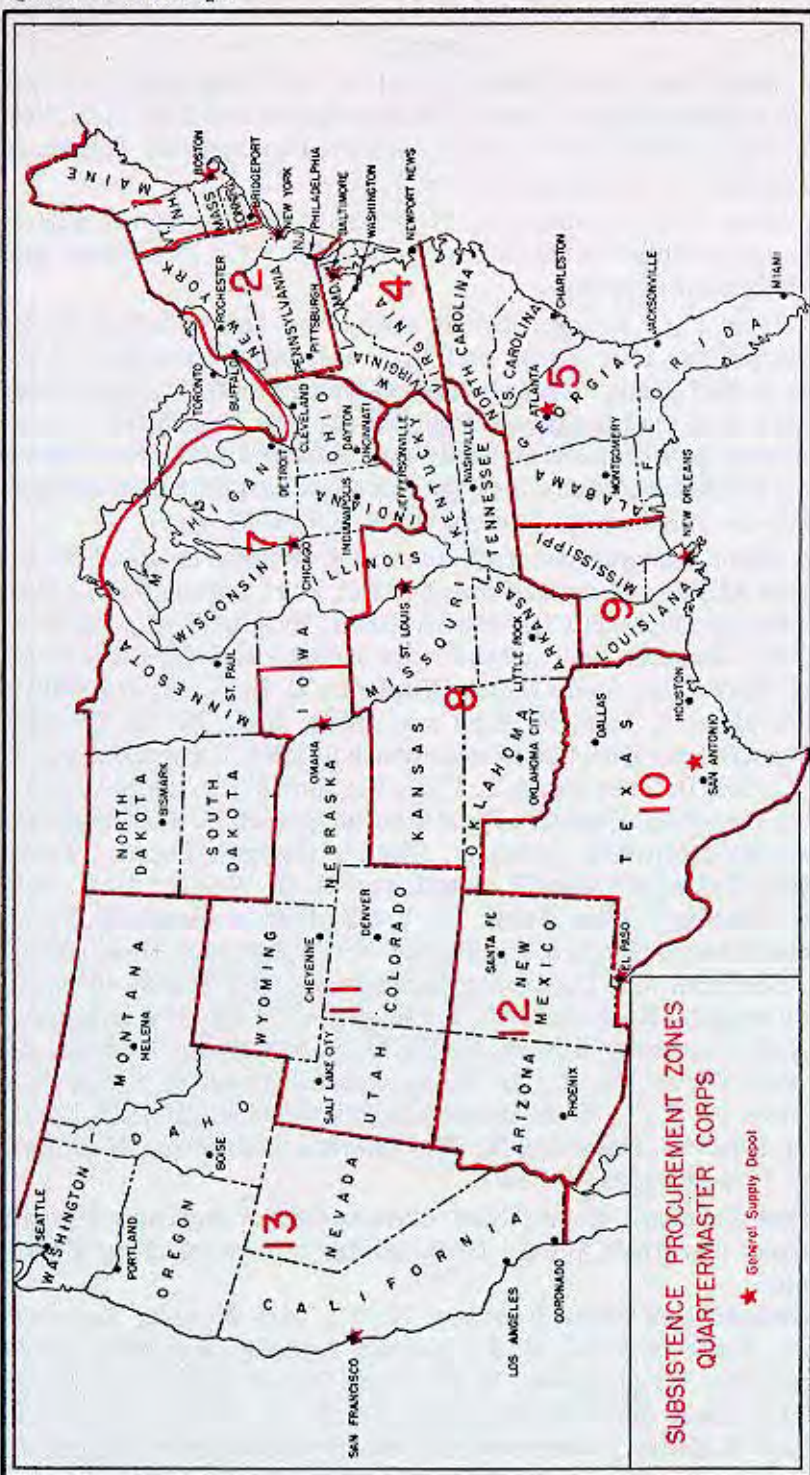 SEATTLE
WASHINGTON
PORTLAND
OREGON
IDAHO
BOISE
MONTANA
HELENA
NORTH
DAKOTA
BISMARK
SOUTH
DAKOTA
MINNESOTA
ST. PAUL
WISCONSIN
MICHIGAN
DETROIT
TORONTO
BUFFALO
ROCHESTER
NEW YORK
2
MAINE
1
N.H.
MASS
BOSTON
CONN
BRIDGEPORT
NEW YORK
N.J.
PHILADELPHIA
PENNSYLVANIA
PITTSBURGH
BALTIMORE
MD.
WASHINGTON
NEWPORT NEWS
4
VIRGINIA
W VIRGINIA
OHIO
CLEVELAND
DAYTON
CINCINNATI
INDIANA
INDIANAPOLIS
JEFFERSONVILLE
KENTUCKY
7
CHICAGO
ILLINOIS
IOWA
OMAHA
NEBRASKA
WYOMING
CHEYENNE
11
SALT LAKE CITY
UTAH
DENVER
COLORADO
KANSAS
MISSOURI
ST. LOUIS
8
NEVADA
13
CALIFORNIA
SAN FRANCISCO
LOS ANGELES
CORONADO
ARIZONA
PHOENIX
12
SANTA FE
NEW
MEXICO
EL PASO
OKLAHOMA
OKLAHOMA CITY
ARKANSAS
LITTLE ROCK
TENNESSEE
NASHVILLE
NORTH CAROLINA
S. CAROLINA
CHARLESTON
5
ATLANTA
GEORGIA
ALABAMA
MONTGOMERY
MISSISSIPPI
9
LOUISIANA
NEW ORLEANS
TEXAS
DALLAS
10
HOUSTON
SAN ANTONIO
FLORIDA
JACKSONVILLE
MIAMI
SUBSISTENCE PROCUREMENT ZONES
QUARTERMASTER CORPS
General Supply Depot